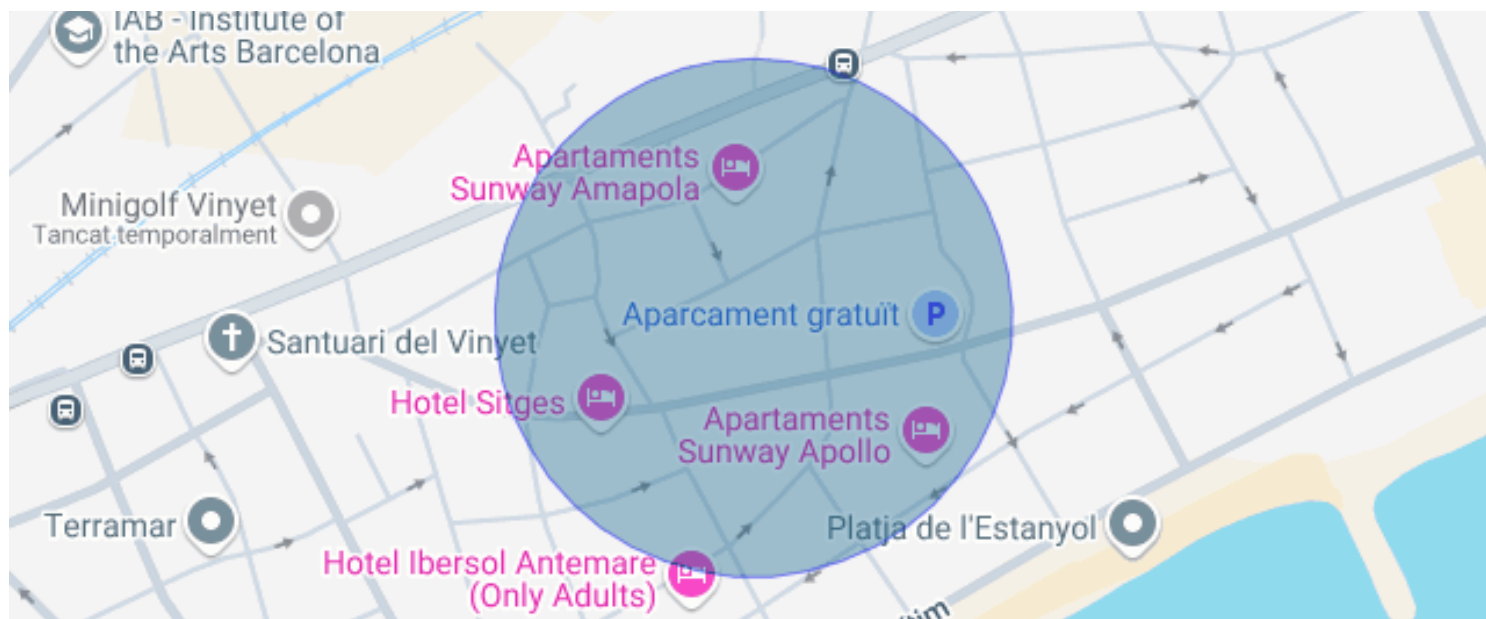 IAB - Institute of
the Arts Barcelona
Apartaments
Sunway Amapola
Minigolf Vinyet
Tancat temporalment
Aparcament gratuït
P
Santuari del Vinyet
Hotel Sitges
Apartaments
Sunway Apollo
Terramar
Platja de l'Estanyol
Hotel Ibersol Antemare
(Only Adults)